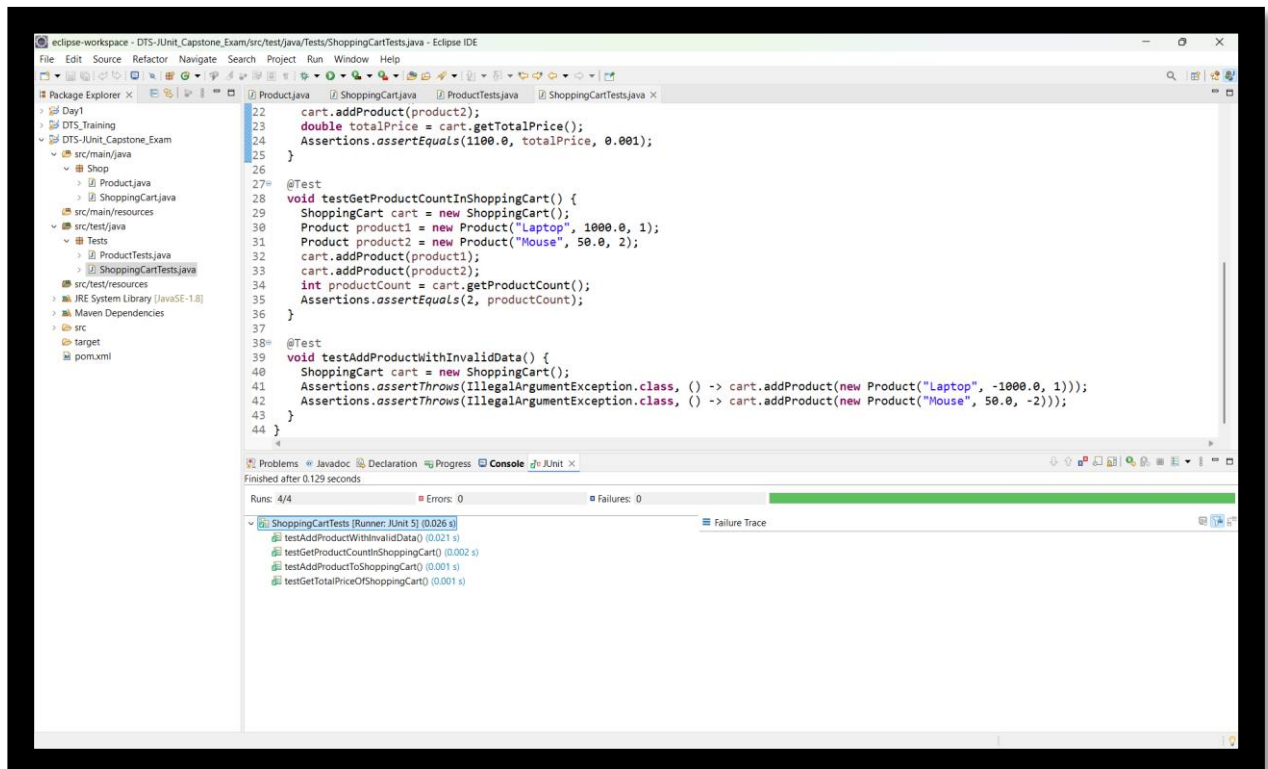 eclipse-workspace - DTS-JUnit_Capstone_Exam/src/test/java/Tests/ShoppingCartTests.java - Eclipse IDE
File Edit Source Refactor Navigate Search Project Run Window Help
Package Explorer
Day1
DTS_Training
DTS-JUnit_Capstone_Exam
src/main/java
Shop
Product.java
ShoppingCart.java
src/main/resources
src/test/java
Tests
ProductTests.java
ShoppingCartTests.java
src/test/resources
JRE System Library [JavaSE-1.8]
Maven Dependencies
src
target
pom.xml
Product.java ShoppingCart.java ProductTests.java ShoppingCartTests.java
22 cart.addProduct(product2);
23 double totalPrice = cart.getTotalPrice();
24 Assertions.assertEquals(1100.0, totalPrice, 0.001);
25 }
26
27 @Test
28 void testGetProductCountInShoppingCart() {
29 ShoppingCart cart = new ShoppingCart();
30 Product product1 = new Product("Laptop", 1000.0, 1);
31 Product product2 = new Product("Mouse", 50.0, 2);
32 cart.addProduct(product1);
33 cart.addProduct(product2);
34 int productCount = cart.getProductCount();
35 Assertions.assertEquals(2, productCount);
36 }
37
38 @Test
39 void testAddProductWithInvalidData() {
40 ShoppingCart cart = new ShoppingCart();
41 Assertions.assertThrows(IllegalArgumentException.class, () -> cart.addProduct(new Product("Laptop", -1000.0, 1)));
42 Assertions.assertThrows(IllegalArgumentException.class, () -> cart.addProduct(new Product("Mouse", 50.0, -2)));
43 }
44 }
Problems Javadoc Declaration Progress Console JUnit
Finished after 0.129 seconds
Runs: 4/4 Errors: 0 Failures: 0
ShoppingCartTests [Runner: JUnit 5] (0.026 s)
testAddProductWithInvalidData() (0.021 s)
testGetProductCountInShoppingCart() (0.002 s)
testAddProductToShoppingCart() (0.001 s)
testGetTotalPriceOfShoppingCart() (0.001 s)
Failure Trace